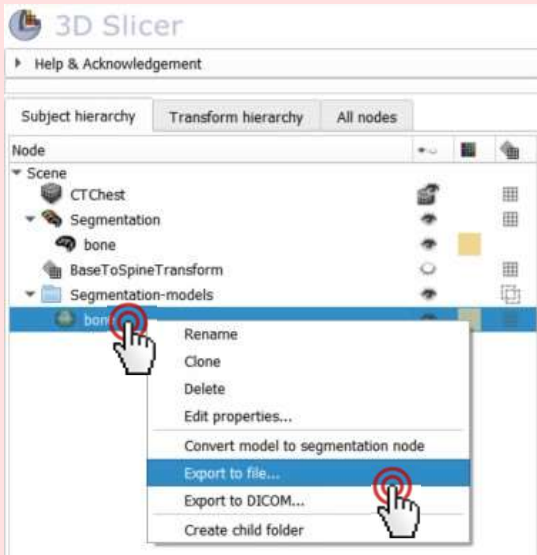 3D Slicer
Help & Acknowledgement
Subject hierarchy Transform hierarchy All nodes
Node
Scene
CTChest
Segmentation
bone
BaseToSpineTransform
Segmentation-models
bone
Rename
Clone
Delete
Edit properties...
Convert model to segmentation node
Export to file...
Export to DICOM...
Create child folder